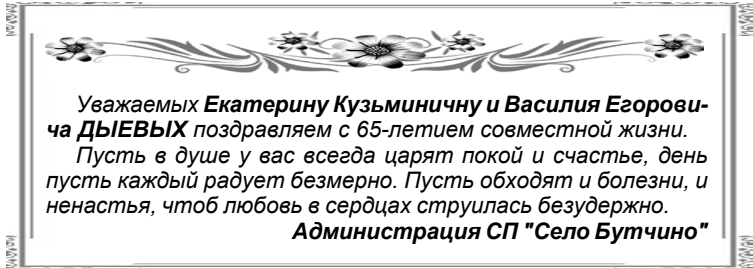 Уважаемых Екатерину Кузьминичну и Василия Егорови-
ча ДЫЕВЫХ поздравляем с 65-летием совместной жизни.
Пусть в душе у вас всегда царят покой и счастье, день
пусть каждый радует безмерно. Пусть обходят и болезни, и
ненастья, чтоб любовь в сердцах струилась безудержно.
Администрация СП "Село Бутчино"